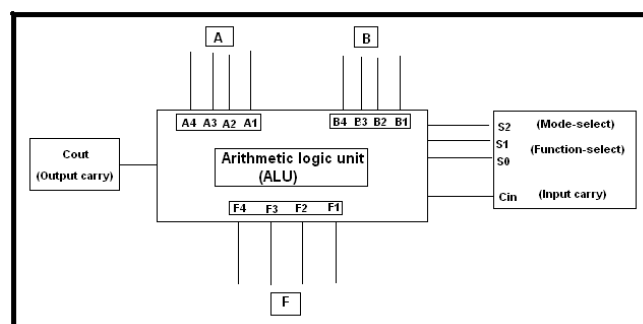 A
B
A4 A3 A2 A1
B4 B3 B2 B1
S2 (Mode-select)
S1 (Function-select)
S0
Cin (Input carry)
Cout
(Output carry)
Arithmetic logic unit
(ALU)
F4 F3 F2 F1
F